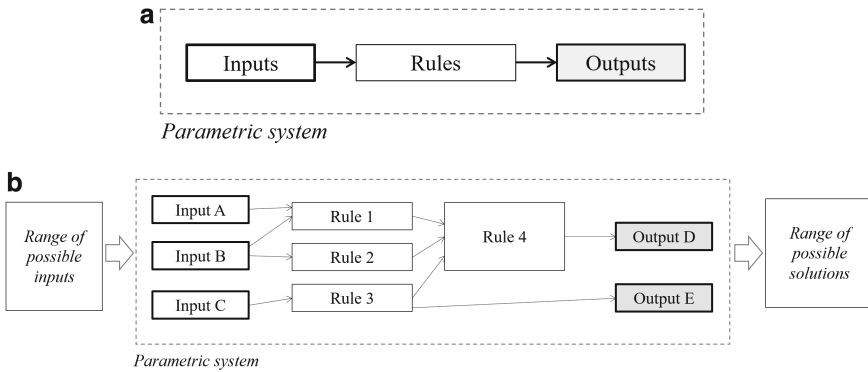 a
Inputs
Rules
Outputs
Parametric system
b
Range of
possible
inputs
Input A
Input B
Input C
Rule 1
Rule 2
Rule 3
Rule 4
Output D
Output E
Range of
possible
solutions
Parametric system